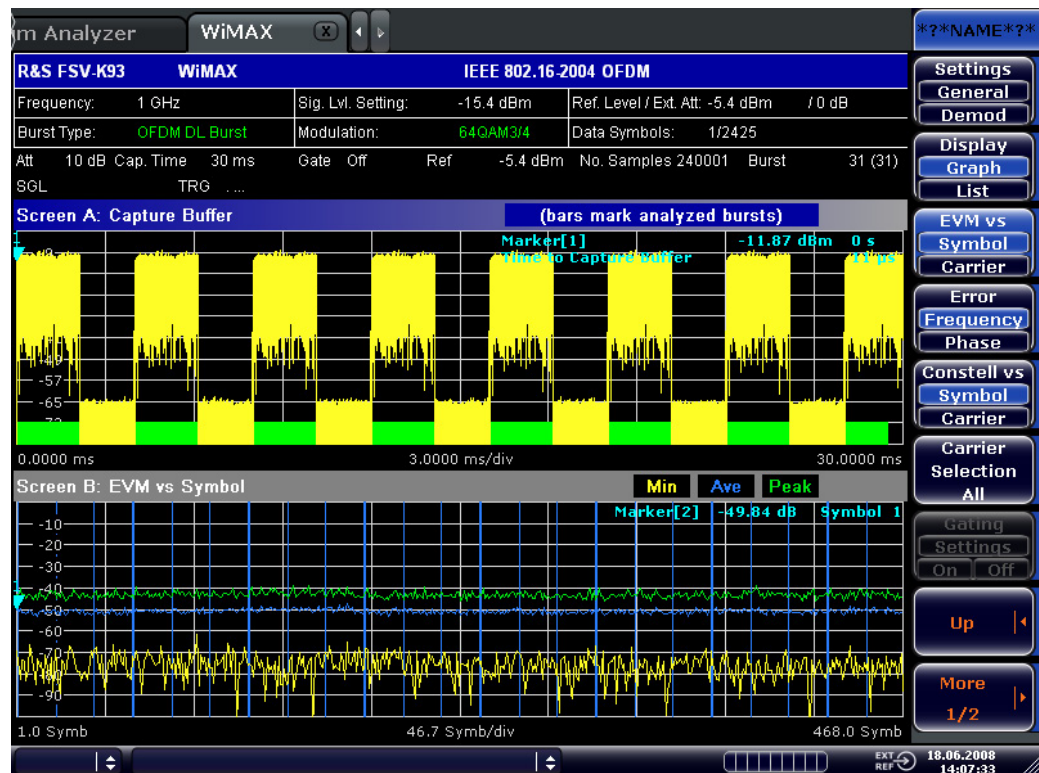 m Analyzer WiMAX X
*?*NAME*?*
R&S FSV-K93 WiMAX IEEE 802.16-2004 OFDM
Frequency: 1 GHz Sig. Lvl. Setting: -15.4 dBm Ref. Level / Ext. Att: -5.4 dBm / 0 dB
Burst Type: OFDM DL Burst Modulation: 64QAM3/4 Data Symbols: 1/2425
Att 10 dB Cap. Time 30 ms Gate Off Ref -5.4 dBm No. Samples 240001 Burst 31 (31)
SGL TRG . ...
Screen A: Capture Buffer (bars mark analyzed bursts)
1 Marker[1] -11.87 dBm 0 s
Time to Capture Buffer 11 ps
-9
-49
-57
-65
-73
0.0000 ms 3.0000 ms/div 30.0000 ms
Screen B: EVM vs Symbol Min Ave Peak
Marker[2] -49.84 dB Symbol 1
-10
-20
-30
-40
1
-50
-60
-70
-90
1.0 Symb 46.7 Symb/div 468.0 Symb
Settings
General
Demod
Display
Graph
List
EVM vs
Symbol
Carrier
Error
Frequency
Phase
Constell vs
Symbol
Carrier
Carrier
Selection
All
Gating
Settings
On Off
Up
More
1/2
EXT
REF
18.06.2008
14:07:33